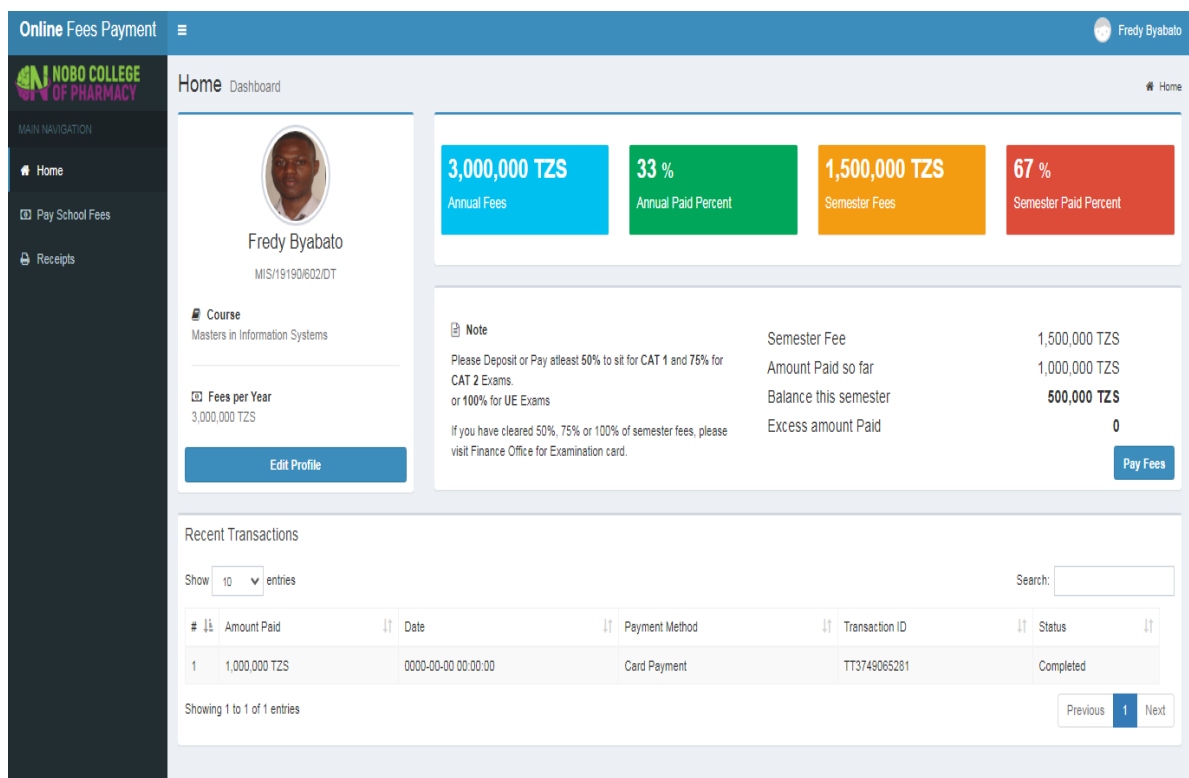 Online Fees Payment
Fredy Byabato
NOBO COLLEGE
OF PHARMACY
Home Dashboard
Home
MAIN NAVIGATION
Home
Pay School Fees
Receipts
Fredy Byabato
MIS/19190/602/DT
Course
Masters in Information Systems
Fees per Year
3,000,000 TZS
Edit Profile
3,000,000 TZS
Annual Fees
33 %
Annual Paid Percent
1,500,000 TZS
Semester Fees
67 %
Semester Paid Percent
Note
Please Deposit or Pay atleast 50% to sit for CAT 1 and 75% for
CAT 2 Exams.
or 100% for UE Exams
If you have cleared 50%, 75% or 100% of semester fees, please
visit Finance Office for Examination card.
Semester Fee 1,500,000 TZS
Amount Paid so far 1,000,000 TZS
Balance this semester 500,000 TZS
Excess amount Paid 0
Pay Fees
Recent Transactions
Show 10 entries Search:
# Amount Paid Date Payment Method Transaction ID Status
1 1,000,000 TZS 0000-00-00 00:00:00 Card Payment TT3749065281 Completed
Showing 1 to 1 of 1 entries Previous 1 Next